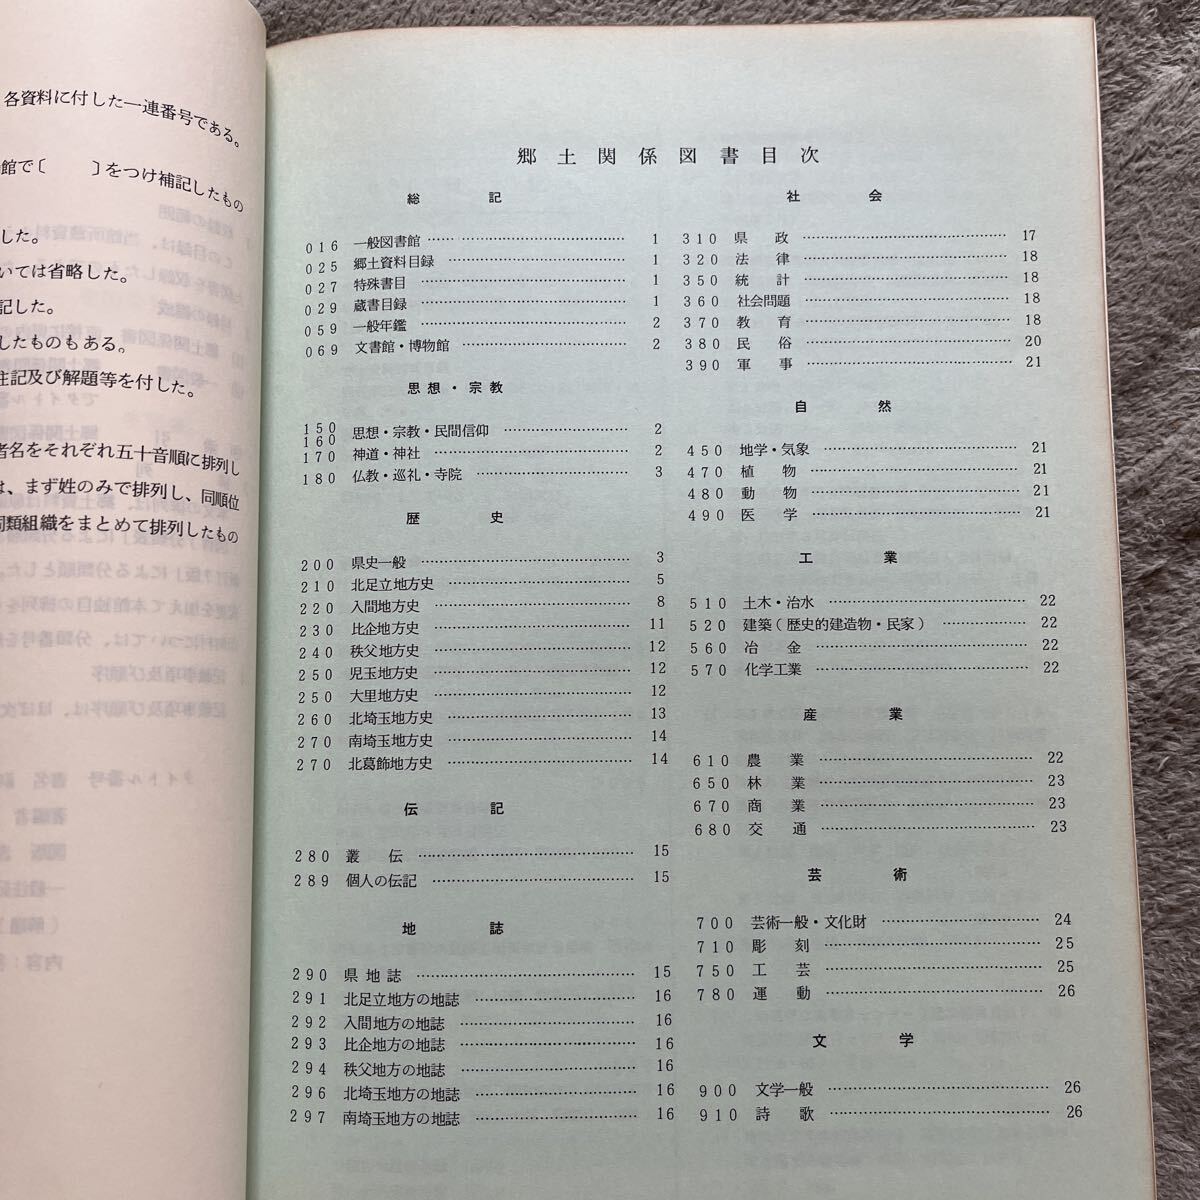 各資料に付した一連番号である。
館で〔　　〕をつけ補記したもの
した。
いては省略した。
記した。
したものもある。
注記及び解題等を付した。
者名をそれぞれ五十音順に排列し
は、まず姓のみで排列し、同順位
同類組織をまとめて排列したもの
郷土関係図書目次
総記
016 一般図書館 …… 1
025 郷土資料目録 …… 1
027 特殊書目 …… 1
029 蔵書目録 …… 1
059 一般年鑑 …… 2
069 文書館・博物館 …… 2
思想・宗教
150
160 思想・宗教・民間信仰 …… 2
170 神道・神社 …… 2
180 仏教・巡礼・寺院 …… 3
歴史
200 県史一般 …… 3
210 北足立地方史 …… 5
220 入間地方史 …… 8
230 比企地方史 …… 11
240 秩父地方史 …… 12
250 児玉地方史 …… 12
250 大里地方史 …… 12
260 北埼玉地方史 …… 13
270 南埼玉地方史 …… 14
270 北葛飾地方史 …… 14
伝記
280 叢伝 …… 15
289 個人の伝記 …… 15
地誌
290 県地誌 …… 15
291 北足立地方の地誌 …… 16
292 入間地方の地誌 …… 16
293 比企地方の地誌 …… 16
294 秩父地方の地誌 …… 16
296 北埼玉地方の地誌 …… 16
297 南埼玉地方の地誌 …… 16
社会
310 県政 …… 17
320 法律 …… 18
350 統計 …… 18
360 社会問題 …… 18
370 教育 …… 18
380 民俗 …… 20
390 軍事 …… 21
自然
450 地学・気象 …… 21
470 植物 …… 21
480 動物 …… 21
490 医学 …… 21
工業
510 土木・治水 …… 22
520 建築（歴史的建造物・民家） …… 22
560 冶金 …… 22
570 化学工業 …… 22
産業
610 農業 …… 22
650 林業 …… 23
670 商業 …… 23
680 交通 …… 23
芸術
700 芸術一般・文化財 …… 24
710 彫刻 …… 25
750 工芸 …… 25
780 運動 …… 26
文学
900 文学一般 …… 26
910 詩歌 …… 26